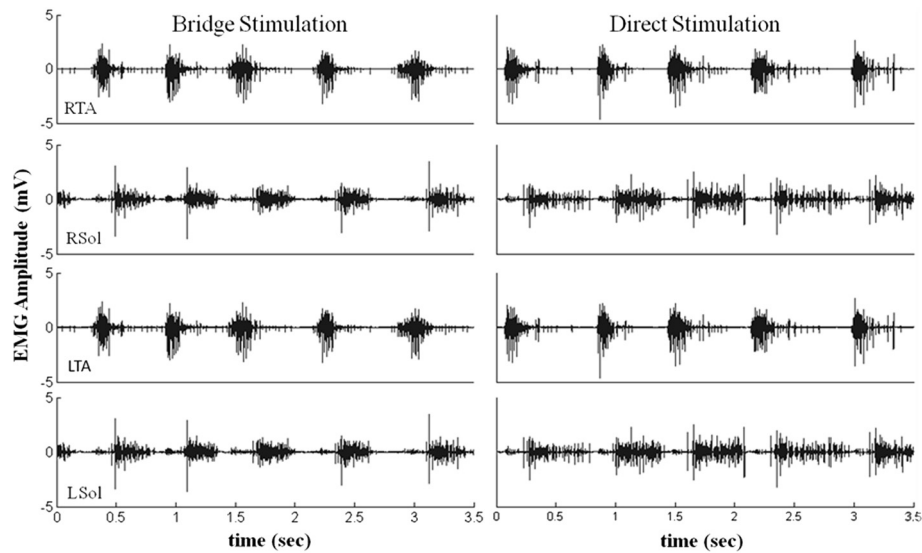 Bridge Stimulation
Direct Stimulation
5
0
-5
RTA
5
0
-5
RSol
5
0
-5
LTA
5
0
-5
LSol
EMG Amplitude (mV)
0 0.5 1 1.5 2 2.5 3 3.5
0 0.5 1 1.5 2 2.5 3 3.5
time (sec)
time (sec)